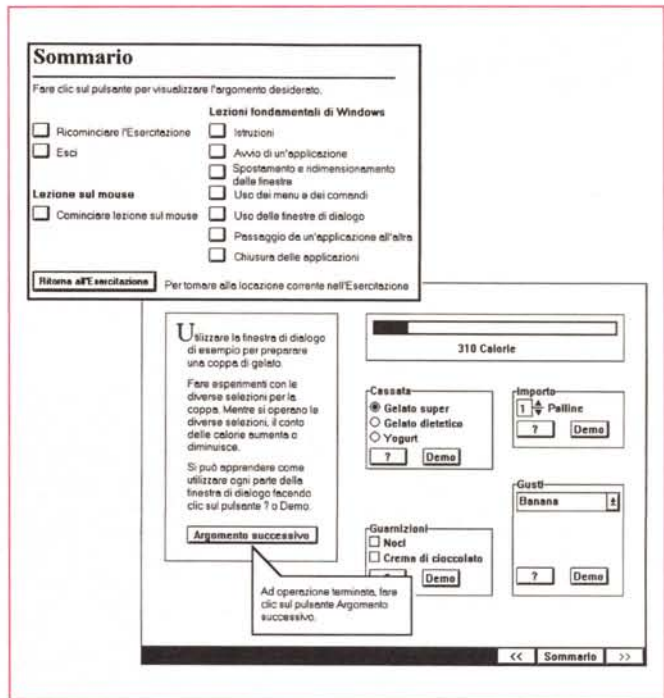 Sommario
Fare clic sul pulsante per visualizzare l'argomento desiderato.
Lezioni fondamentali di Windows
Ricominciare l'Esercitazione
Istruzioni
Esci
Avvio di un'applicazione
Spostamento e ridimensionamento
delle finestre
Lezione sul mouse
Uso dei menu e dei comandi
Cominciare lezione sul mouse
Uso delle finestre di dialogo
Passaggio da un'applicazione all'altra
Chiusura delle applicazioni
Ritorna all'Esercitazione
Per tornare alla locazione corrente nell'Esercitazione
Utilizzare la finestra di dialogo
di esempio per preparare
una coppa di gelato.
Fare esperimenti con le
diverse selezioni per la
coppa. Mentre si operano le
diverse selezioni, il conto
delle calorie aumenta o
diminuisce.
Si può apprendere come
utilizzare ogni parte della
finestra di dialogo facendo
clic sul pulsante ? o Demo.
Argomento successivo
Ad operazione terminata, fare
clic sul pulsante Argomento
successivo.
310 Calorie
Cassata
Gelato super
Gelato dietetico
Yogurt
? Demo
Importo
1 Palline
? Demo
Guarnizioni
Noci
Crema di cioccolato
Demo
Gusti
Banana
? Demo
<< Sommario >>